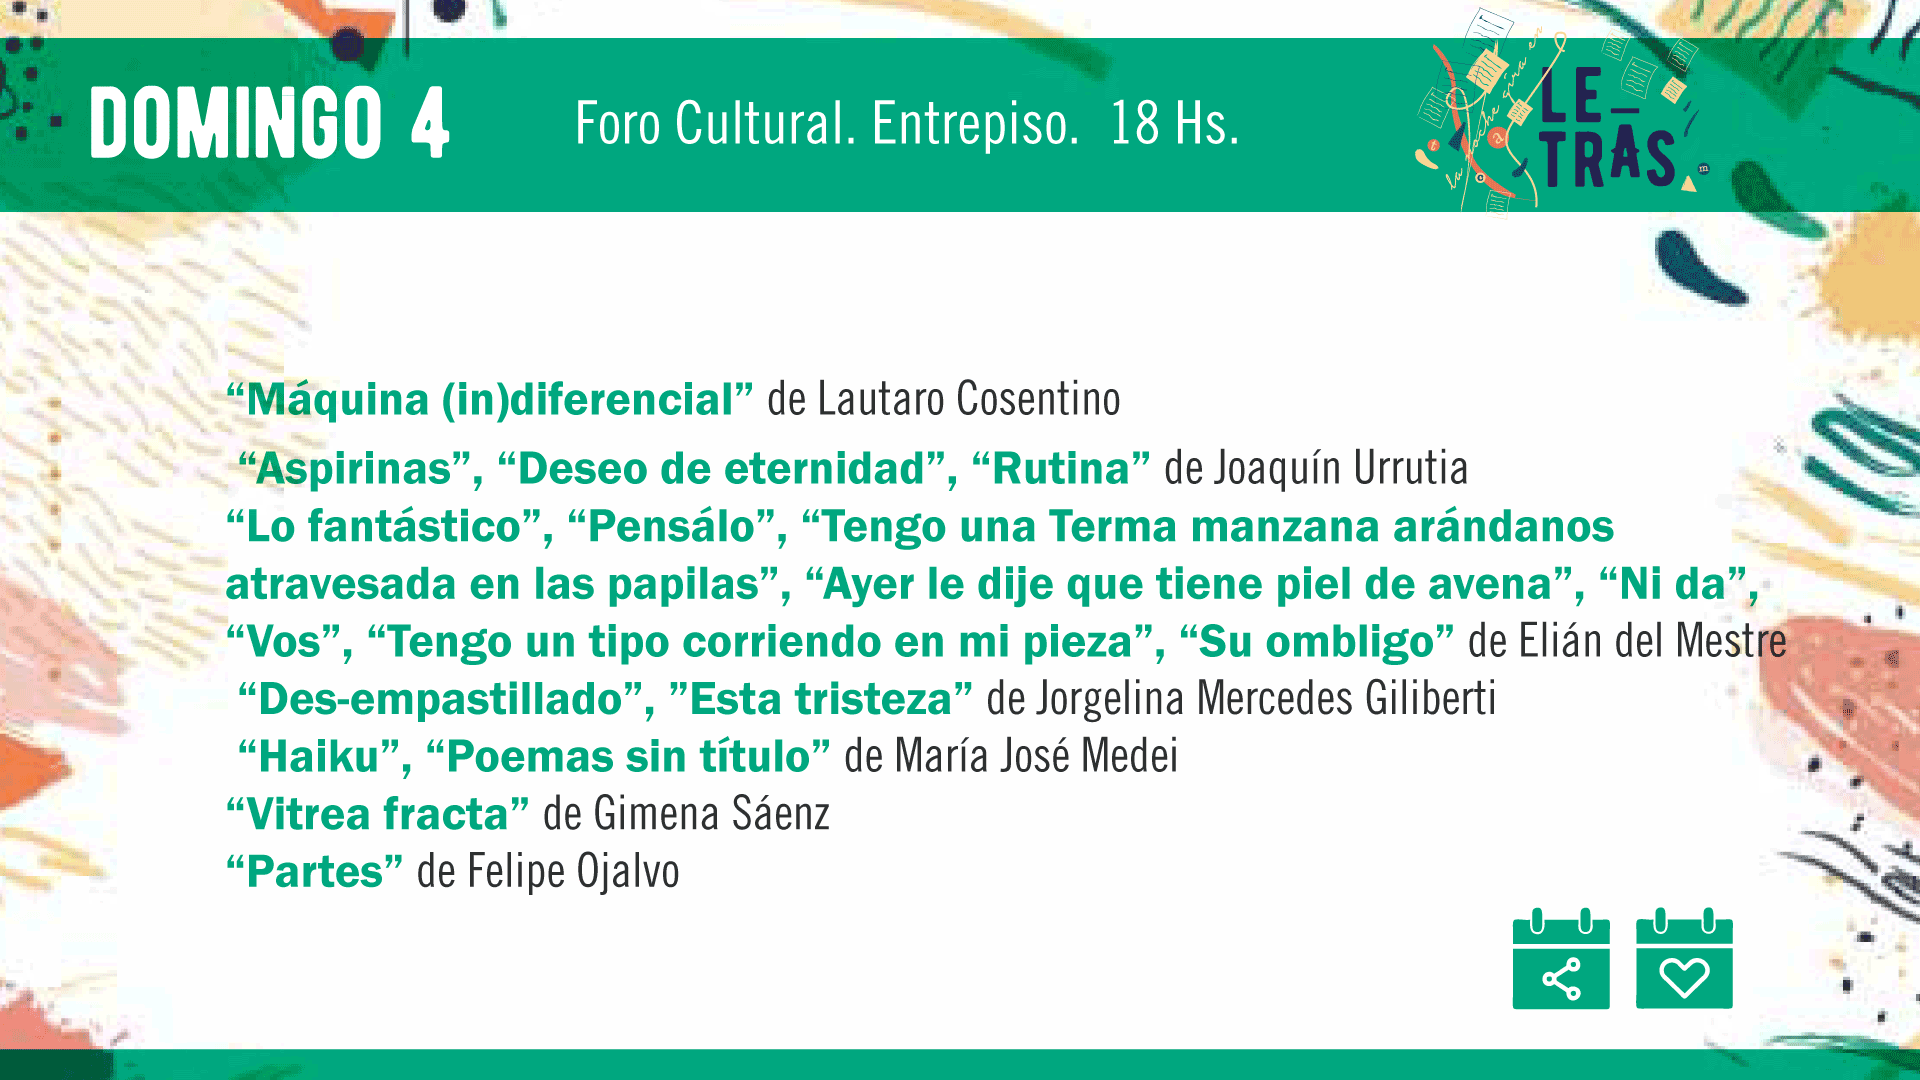 DOMINGO 4
Foro Cultural. Entrepiso. 18 Hs.
la noche gira en
LE_
TRAS
“Máquina (in)diferencial” de Lautaro Cosentino
“Aspirinas”, “Deseo de eternidad”, “Rutina” de Joaquín Urrutia
“Lo fantástico”, “Pensálo”, “Tengo una Terma manzana arándanos
atravesada en las papilas”, “Ayer le dije que tiene piel de avena”, “Ni da”,
“Vos”, “Tengo un tipo corriendo en mi pieza”, “Su ombligo” de Elián del Mestre
“Des-empastillado”, ”Esta tristeza” de Jorgelina Mercedes Giliberti
“Haiku”, “Poemas sin título” de María José Medei
“Vitrea fracta” de Gimena Sáenz
“Partes” de Felipe Ojalvo